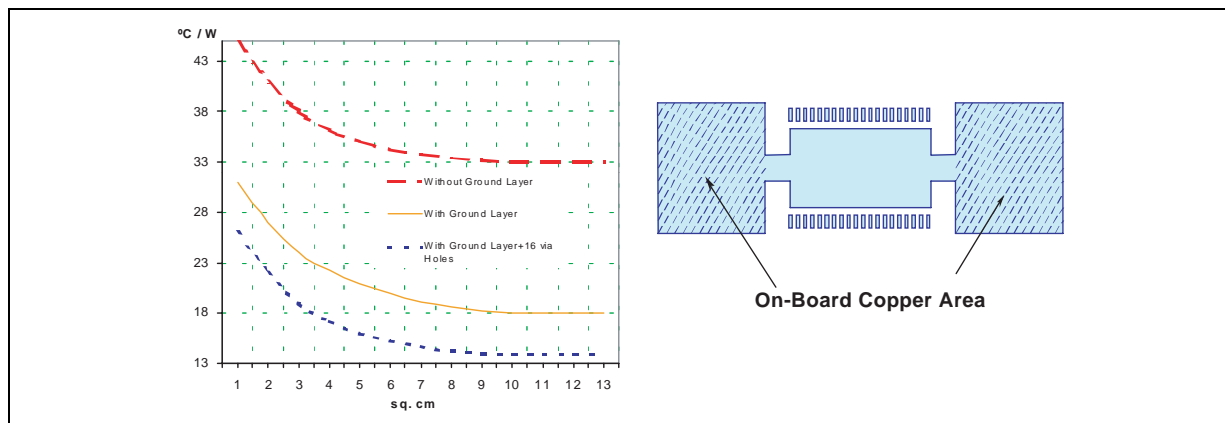 ºC / W
43
38
33
28
23
18
13
Without Ground Layer
With Ground Layer
With Ground Layer+16 via
Holes
1 2 3 4 5 6 7 8 9 10 11 12 13
sq. cm
On-Board Copper Area